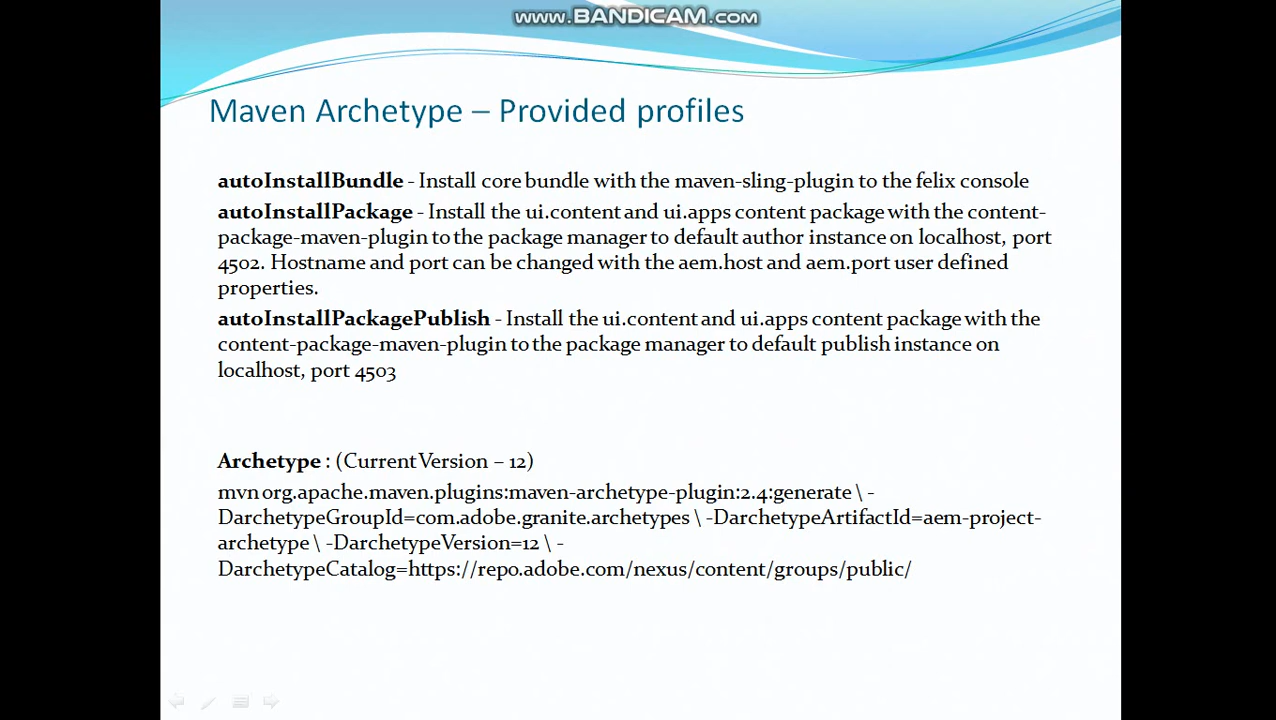 www.BANDICAM.com
Maven Archetype – Provided profiles
autoInstallBundle - Install core bundle with the maven-sling-plugin to the felix console
autoInstallPackage - Install the ui.content and ui.apps content package with the content-
package-maven-plugin to the package manager to default author instance on localhost, port
4502. Hostname and port can be changed with the aem.host and aem.port user defined
properties.
autoInstallPackagePublish - Install the ui.content and ui.apps content package with the
content-package-maven-plugin to the package manager to default publish instance on
localhost, port 4503
Archetype : (Current Version – 12)
mvn org.apache.maven.plugins:maven-archetype-plugin:2.4:generate \ -
DarchetypeGroupId=com.adobe.granite.archetypes \ -DarchetypeArtifactId=aem-project-
archetype \ -DarchetypeVersion=12 \ -
DarchetypeCatalog=https://repo.adobe.com/nexus/content/groups/public/